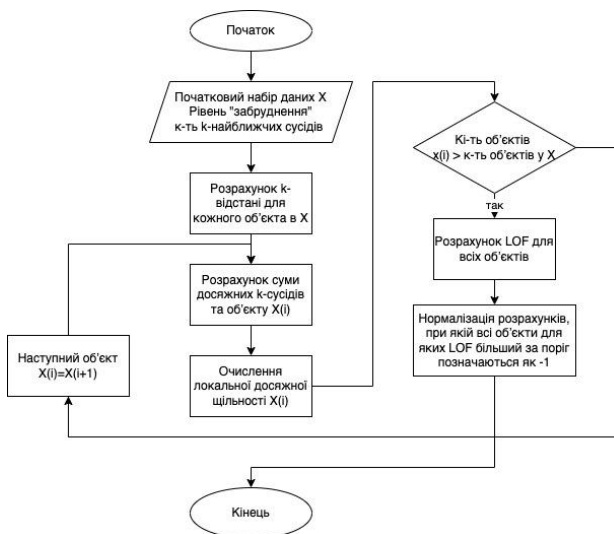 Початок
Початковий набір даних X
Рівень "забруднення"
к-ть k-найближчих сусідів
Розрахунок k-
відстані для
кожного об'єкта в X
Розрахунок суми
досяжних k-сусідів
та об'єкту X(i)
Очислення
локальної досяжної
щільності X(i)
Наступний об'єкт
X(i)=X(i+1)
Кі-ть об'єктів
x(i) > к-ть об'єктів у X
так
Розрахунок LOF для
всіх об'єктів
Нормалізація розрахунків,
при якій всі об'єкти для
яких LOF більший за поріг
позначаються як -1
Кінець